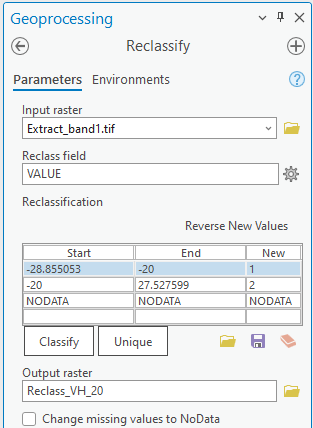 Geoprocessing
Reclassify
Parameters Environments
Input raster
Extract_band1.tif
Reclass field
VALUE
Reclassification
Reverse New Values
Start End New
-28.855053 -20 1
-20 27.527599 2
NODATA NODATA NODATA
Classify Unique
Output raster
Reclass_VH_20
Change missing values to NoData